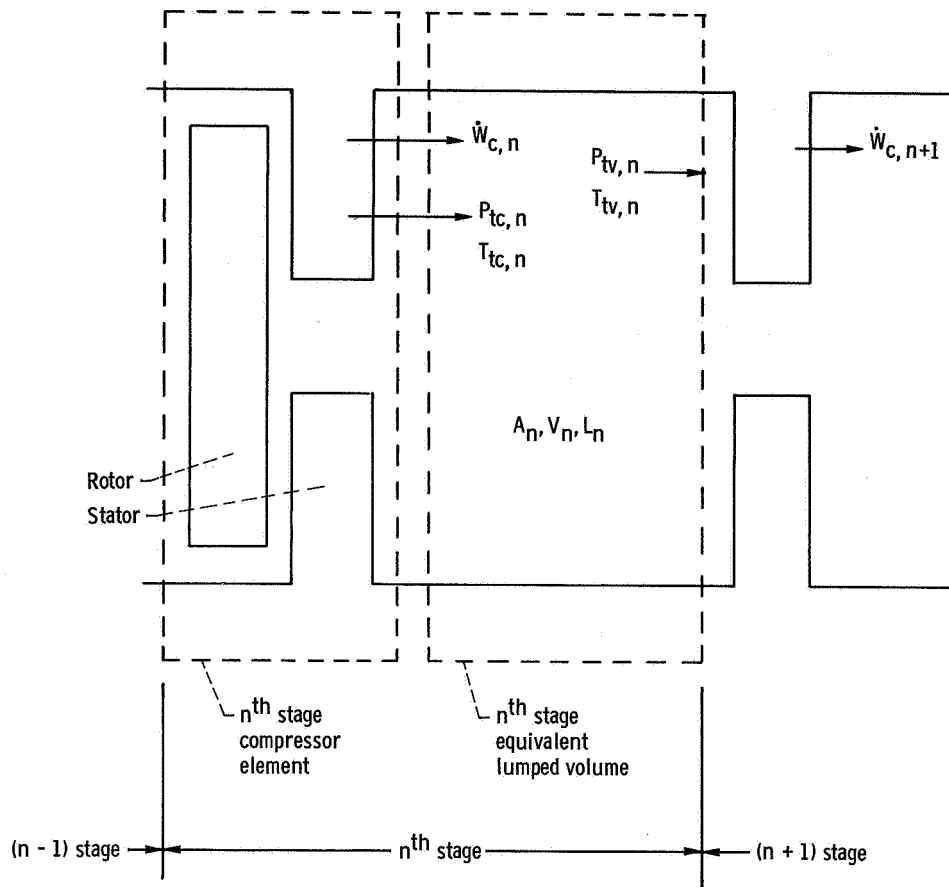 Ẇc, n
Ptc, n
Ttc, n
Ptv, n
Ttv, n
Ẇc, n+1
An, Vn, Ln
Rotor
Stator
nth stage
compressor
element
nth stage
equivalent
lumped volume
(n - 1) stage
nth stage
(n + 1) stage